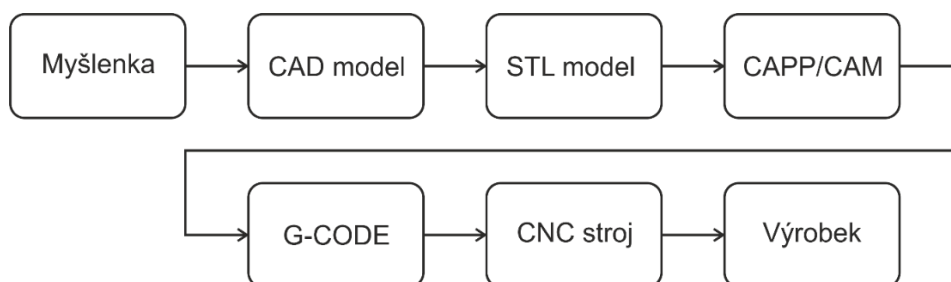 Myšlenka
CAD model
STL model
CAPP/CAM
G-CODE
CNC stroj
Výrobek